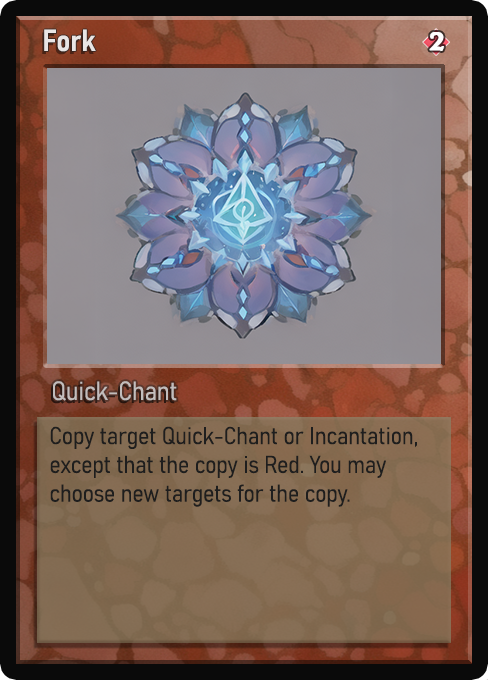 Fork
2
Quick-Chant
Copy target Quick-Chant or Incantation,
except that the copy is Red. You may
choose new targets for the copy.